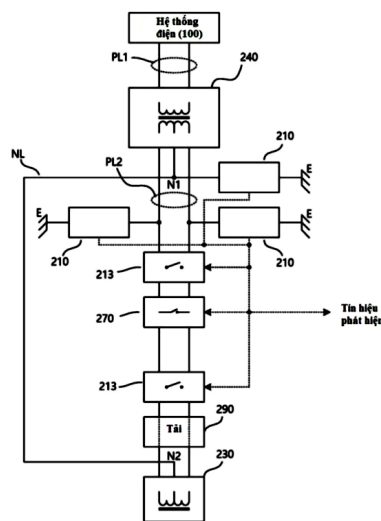 Hệ thống
điện (100)
PL1
240
NL
210
PL2
N1
E
E
E
210
210
213
270
Tín hiệu
phát hiện
213
Tải
290
N2
230